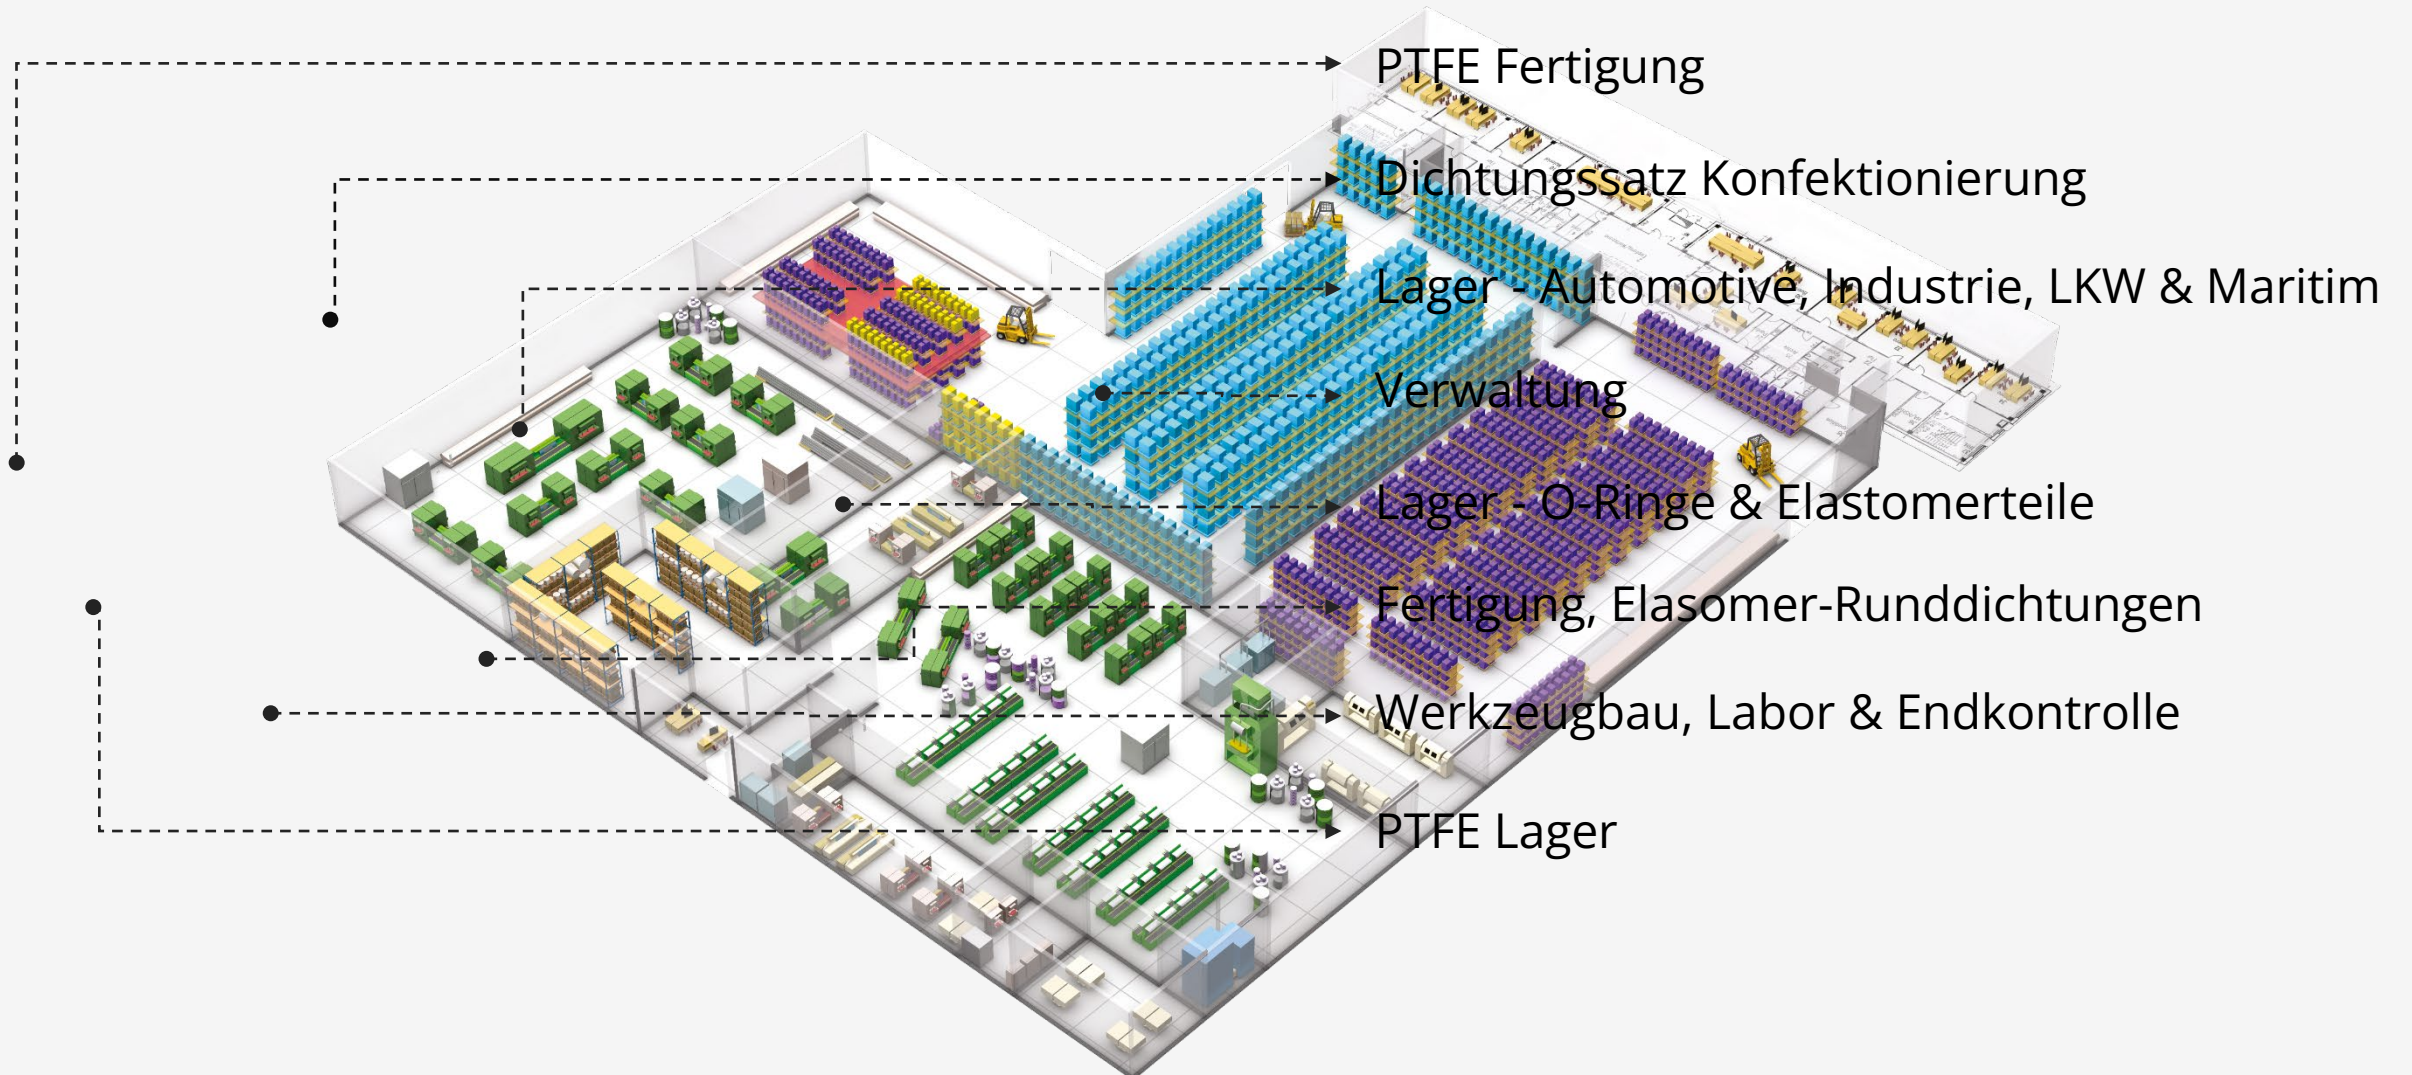 PTFE Fertigung
Dichtungssatz Konfektionierung
Lager - Automotive, Industrie, LKW & Maritim
Verwaltung
Lager - O-Ringe & Elastomerteile
Fertigung, Elasomer-Runddichtungen
Werkzeugbau, Labor & Endkontrolle
PTFE Lager